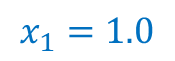 x₁ = 1.0